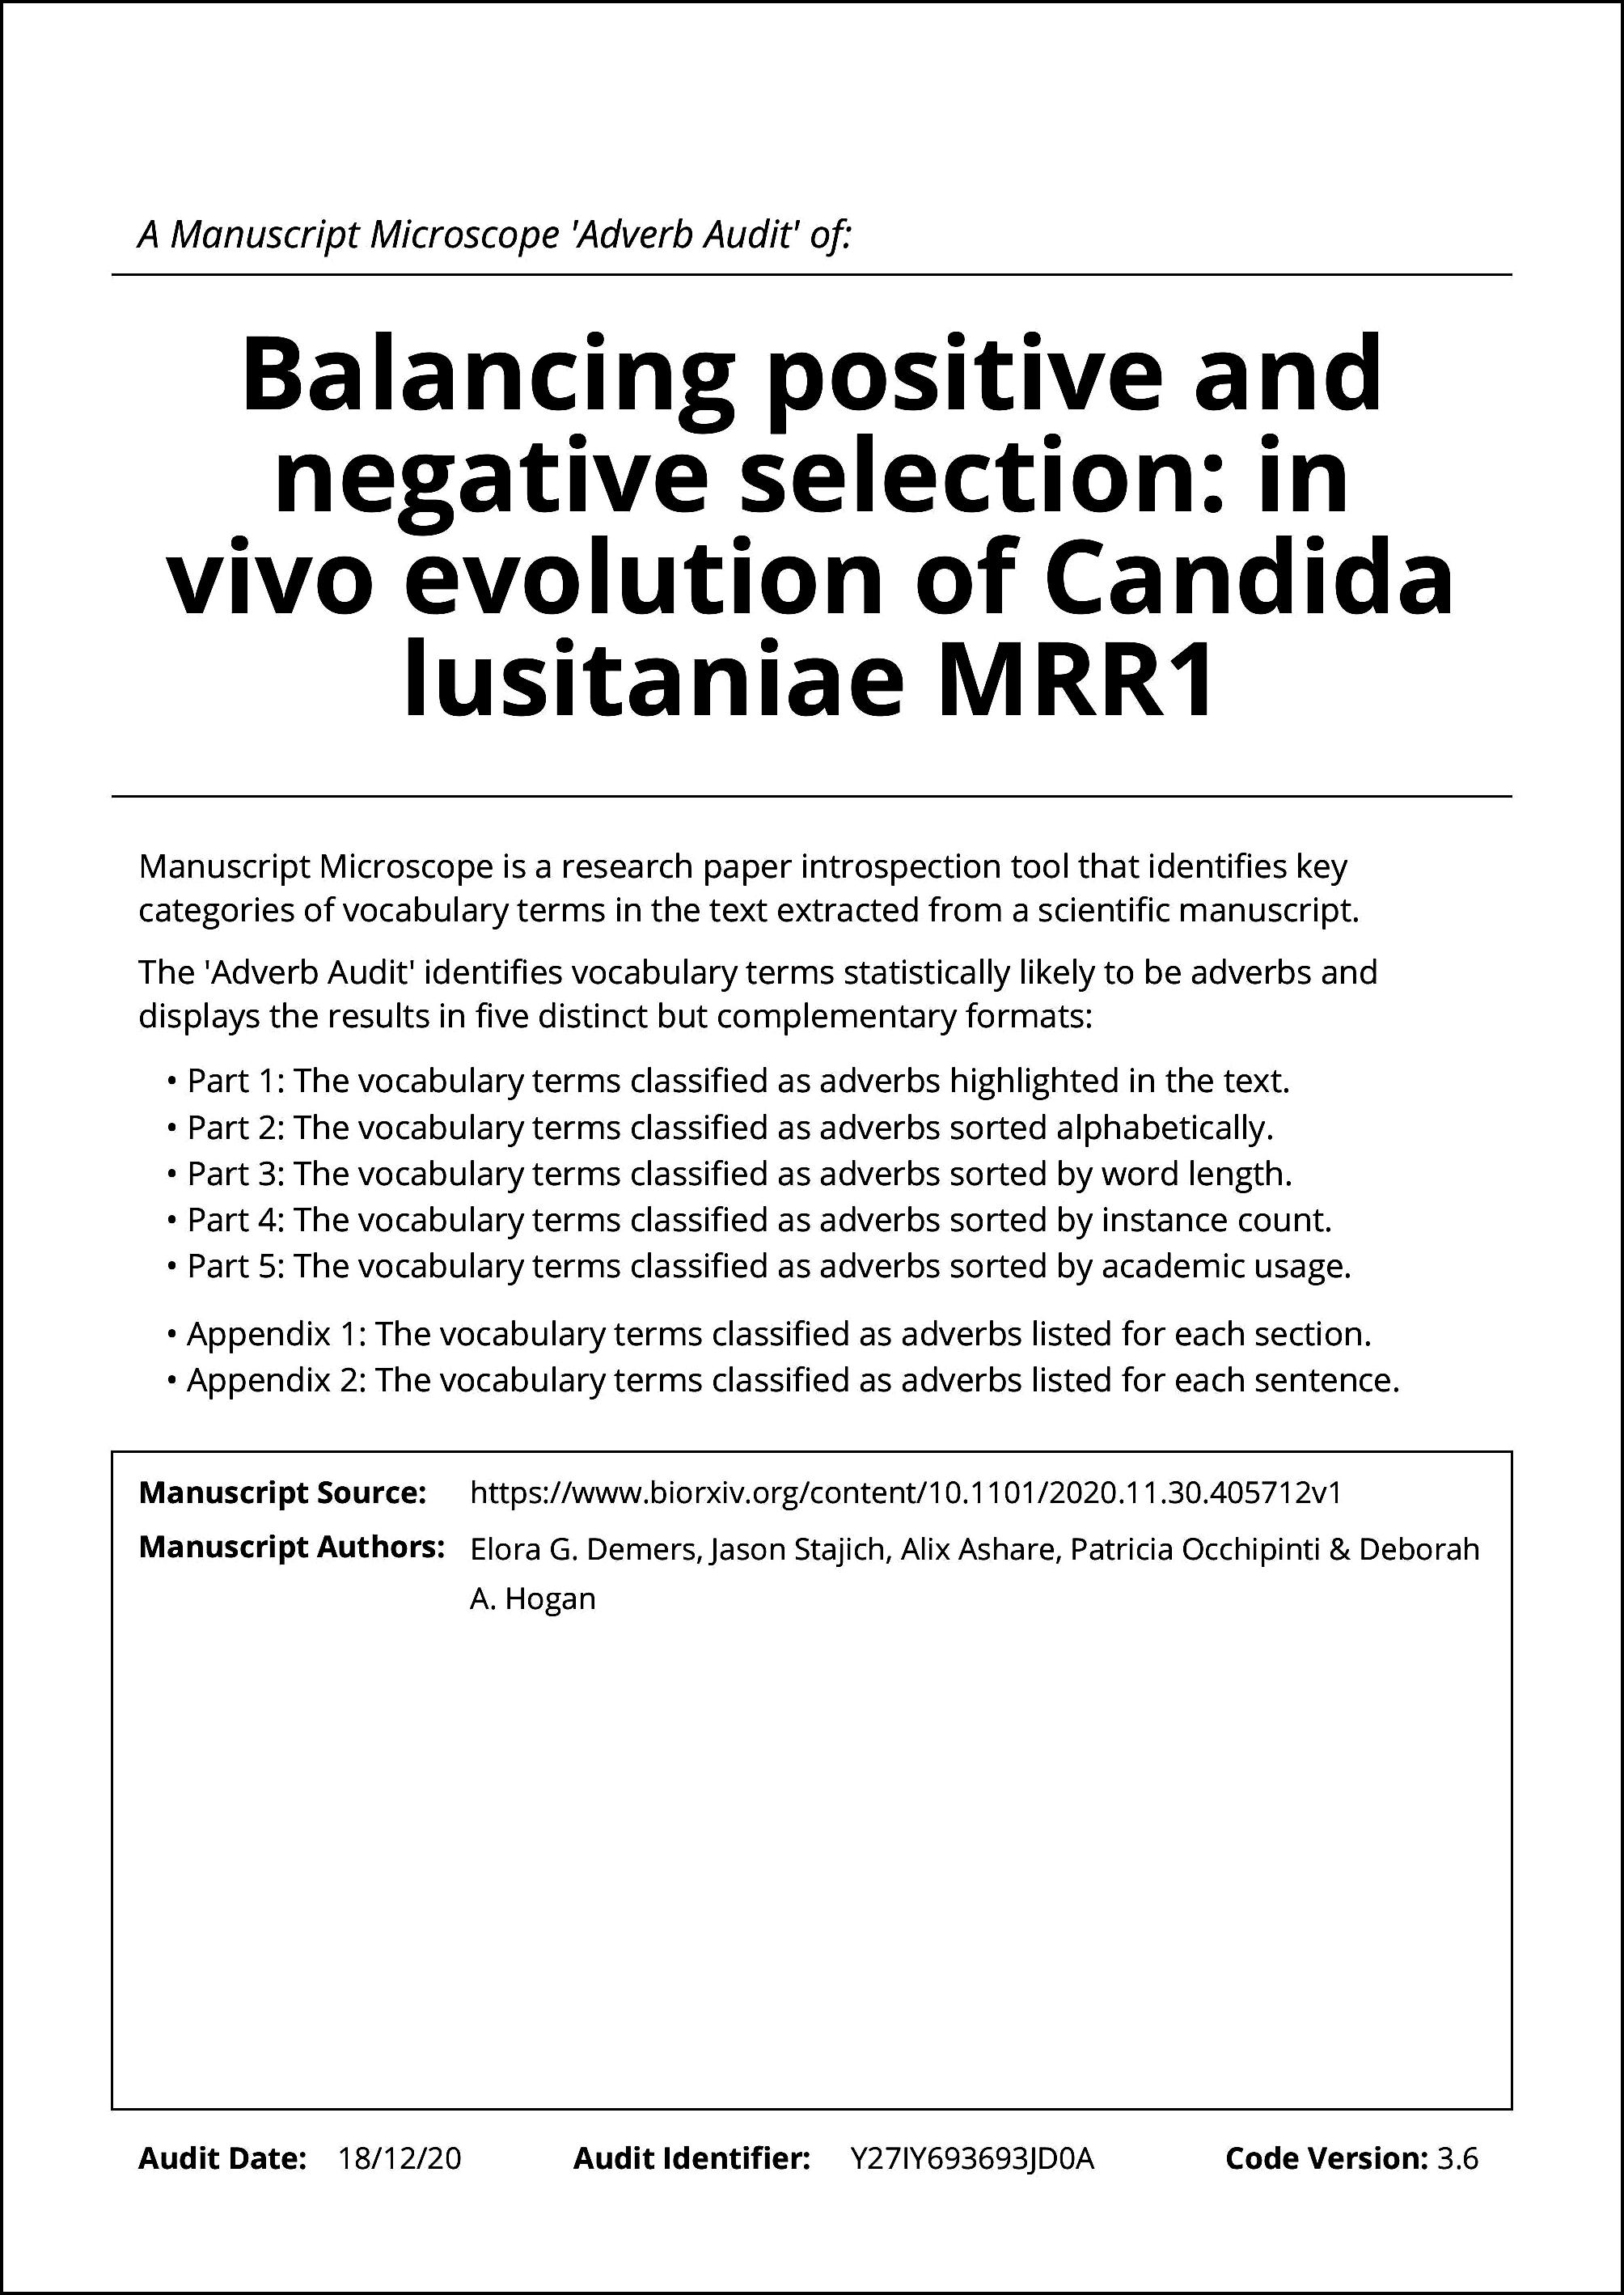 A Manuscript Microscope 'Adverb Audit' of:
Balancing positive and
negative selection: in
vivo evolution of Candida
lusitaniae MRR1
Manuscript Microscope is a research paper introspection tool that identifies key
categories of vocabulary terms in the text extracted from a scientific manuscript.
The 'Adverb Audit' identifies vocabulary terms statistically likely to be adverbs and
displays the results in five distinct but complementary formats:
• Part 1: The vocabulary terms classified as adverbs highlighted in the text.
• Part 2: The vocabulary terms classified as adverbs sorted alphabetically.
• Part 3: The vocabulary terms classified as adverbs sorted by word length.
• Part 4: The vocabulary terms classified as adverbs sorted by instance count.
• Part 5: The vocabulary terms classified as adverbs sorted by academic usage.
• Appendix 1: The vocabulary terms classified as adverbs listed for each section.
• Appendix 2: The vocabulary terms classified as adverbs listed for each sentence.
Manuscript Source: https://www.biorxiv.org/content/10.1101/2020.11.30.405712v1
Manuscript Authors: Elora G. Demers, Jason Stajich, Alix Ashare, Patricia Occhipinti & Deborah
A. Hogan
Audit Date: 18/12/20 Audit Identifier: Y27IY693693JD0A Code Version: 3.6